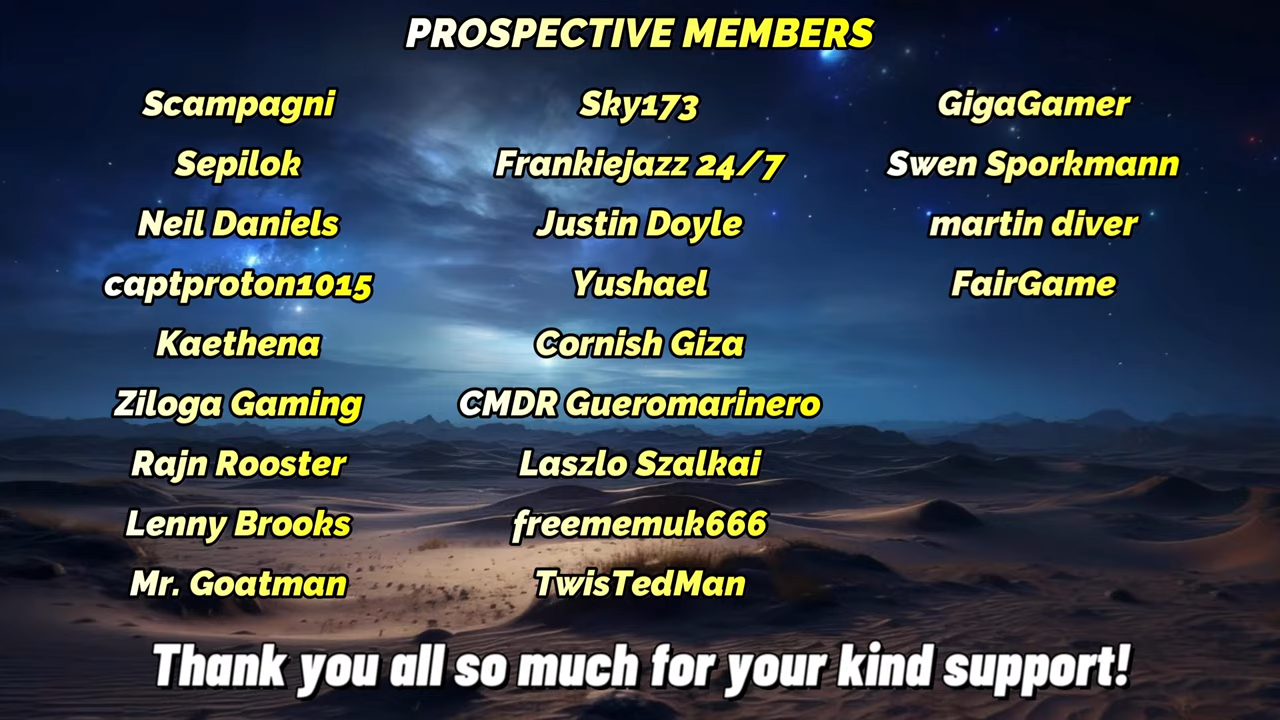 PROSPECTIVE MEMBERS
Scampagni
Sepilok
Neil Daniels
captproton1015
Kaethena
Ziloga Gaming
Rajn Rooster
Lenny Brooks
Mr. Goatman
Sky173
Frankiejazz 24/7
Justin Doyle
Yushael
Cornish Giza
CMDR Gueromarinero
Laszlo Szalkai
freememuk666
TwisTedMan
GigaGamer
Swen Sporkmann
martin diver
FairGame
Thank you all so much for your kind support!